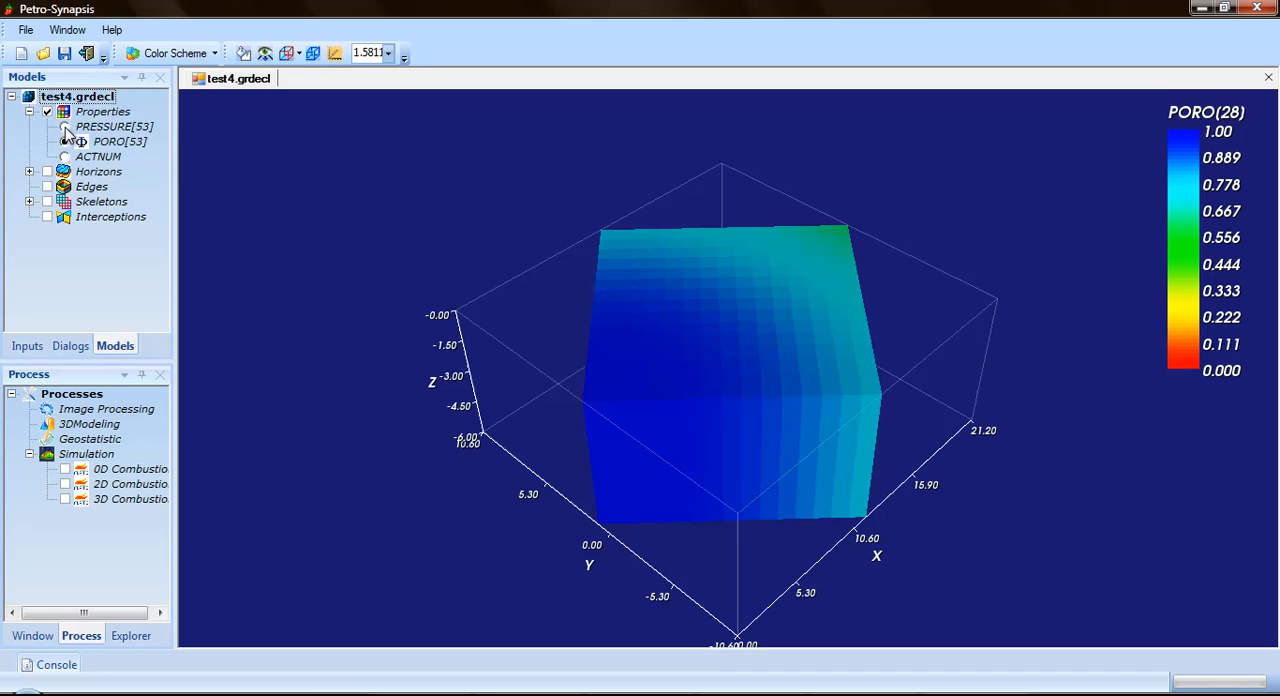 Petro-Synapsis
File Window Help
Color Scheme 1.5811
Models
test4.grdecl
Properties
PRESSURE[53]
Φ PORO[53]
ACTNUM
Horizons
Edges
Skeletons
Interceptions
Inputs Dialogs Models
Process
Processes
Image Processing
3DModeling
Geostatistic
Simulation
0D Combustio
2D Combustio
3D Combustio
Window Process Explorer
Console
test4.grdecl
PORO(28)
1.00
0.889
0.778
0.667
0.556
0.444
0.333
0.222
0.111
0.000
-0.00
-1.50
Z
-3.00
-4.50
-6.00
10.60
5.30
0.00
Y
-5.30
-10.60
0.00
5.30
10.60
X
15.90
21.20